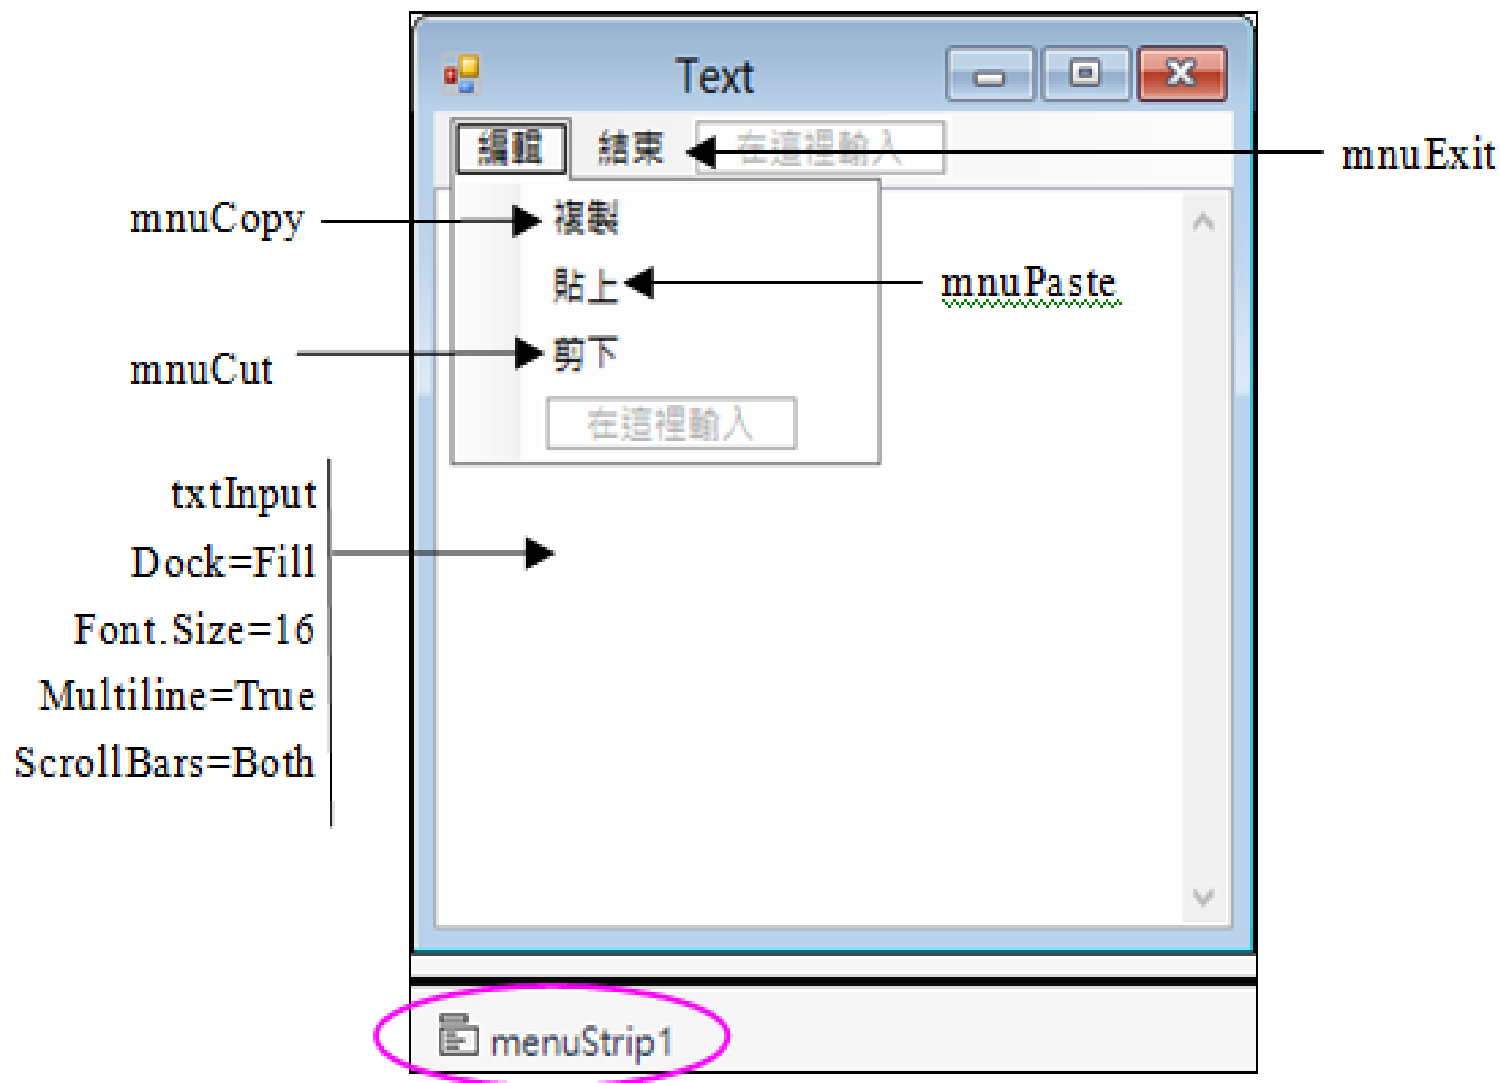 Text
編輯 結束 在這裡輸入
mnuExit
mnuCopy
複製
貼上
mnuPaste
mnuCut
剪下
在這裡輸入
txtInput
Dock=Fill
Font.Size=16
Multiline=True
ScrollBars=Both
menuStrip1